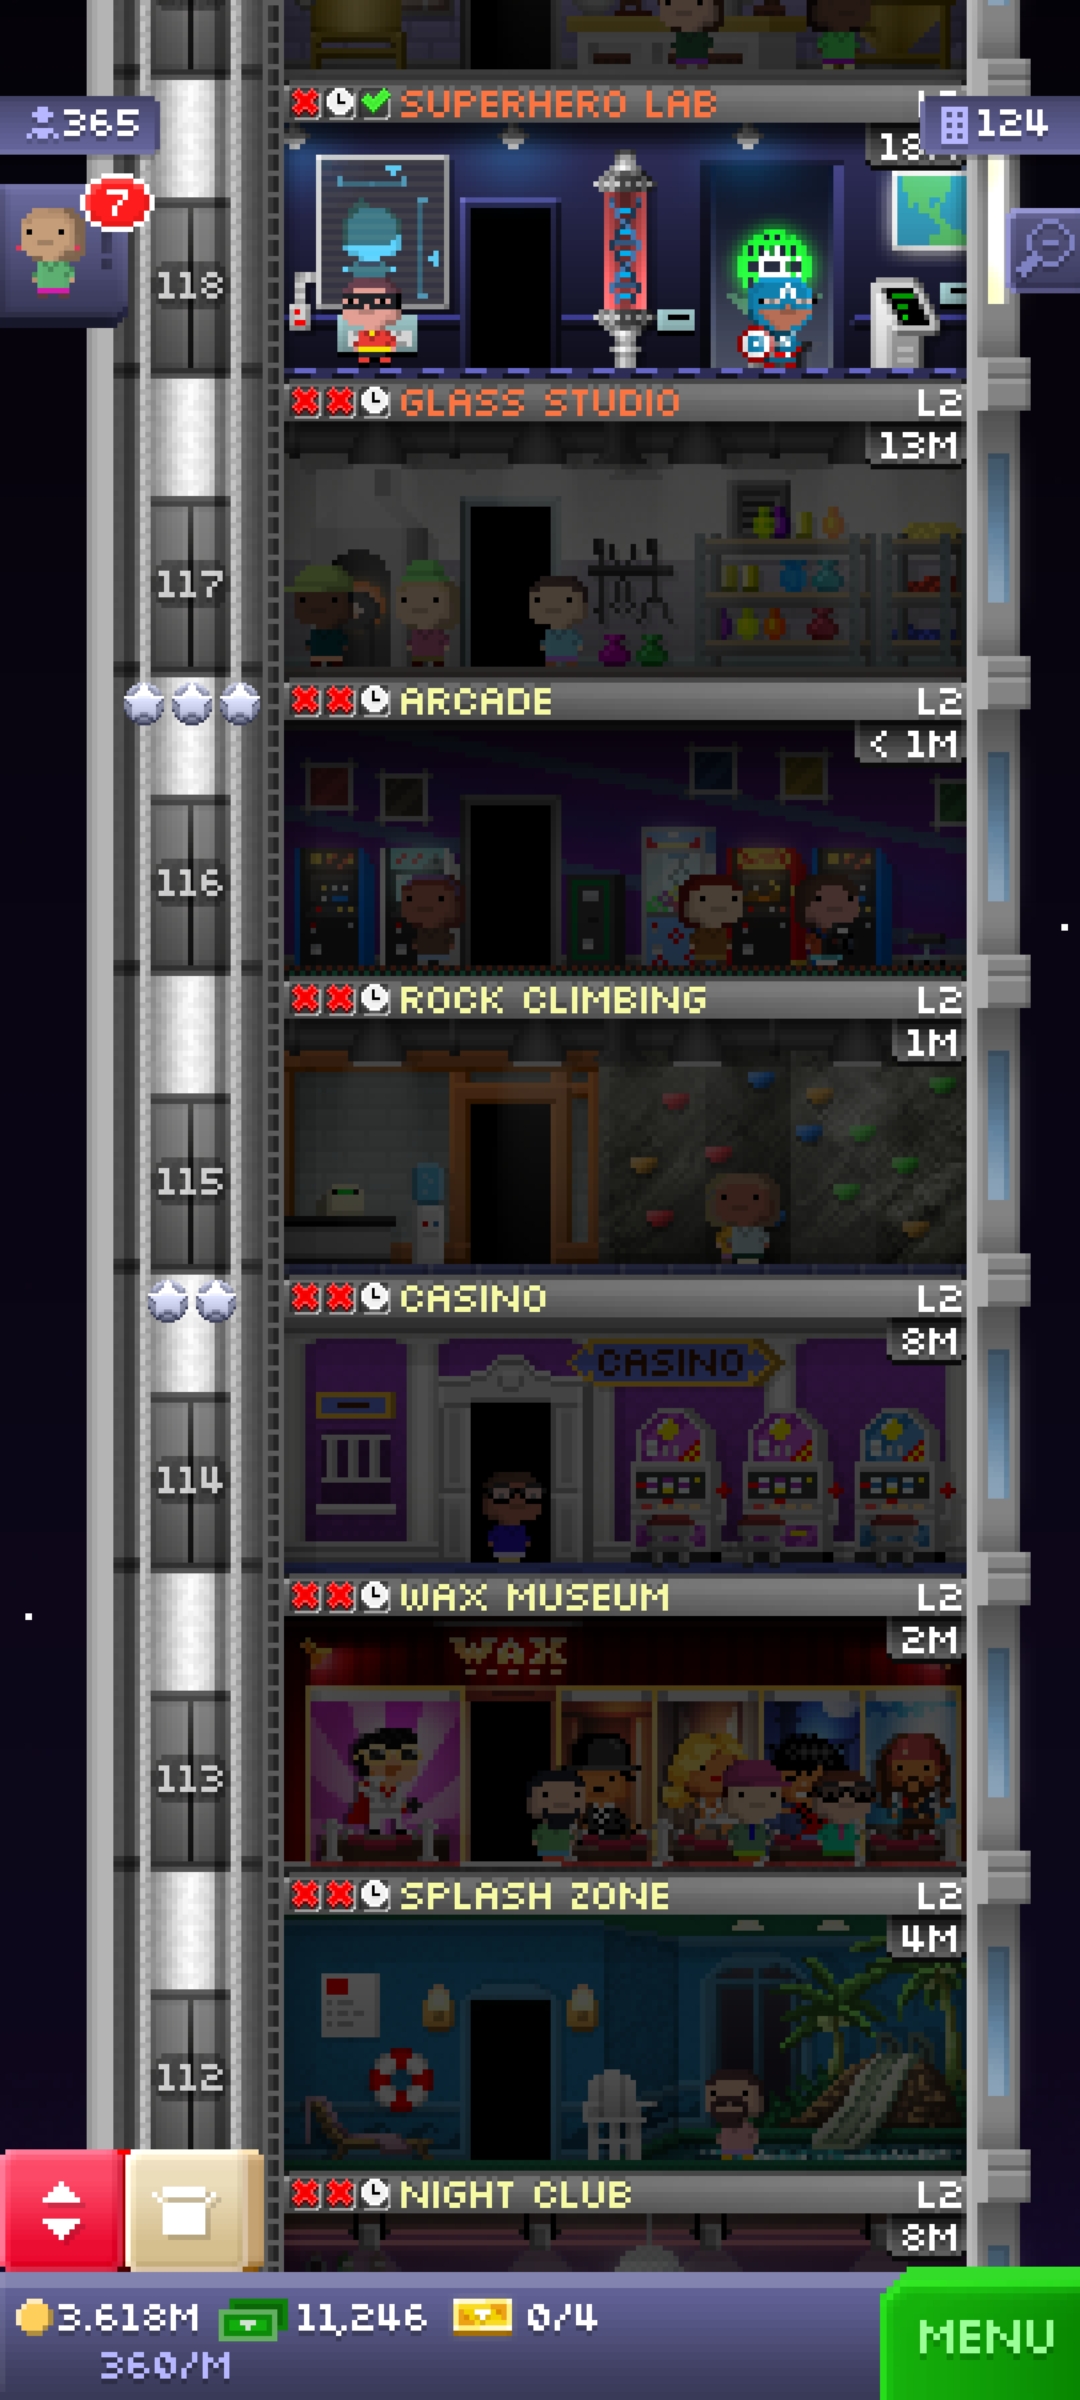 SUPERHERO LAB
365
124
7
118
GLASS STUDIO L2
13M
117
ARCADE L2
< 1M
116
ROCK CLIMBING L2
1M
115
CASINO L2
8M
CASINO
114
WAX MUSEUM L2
2M
WAX
113
SPLASH ZONE L2
4M
112
NIGHT CLUB L2
8M
3.618M 11,246 0/4
360/M
MENU